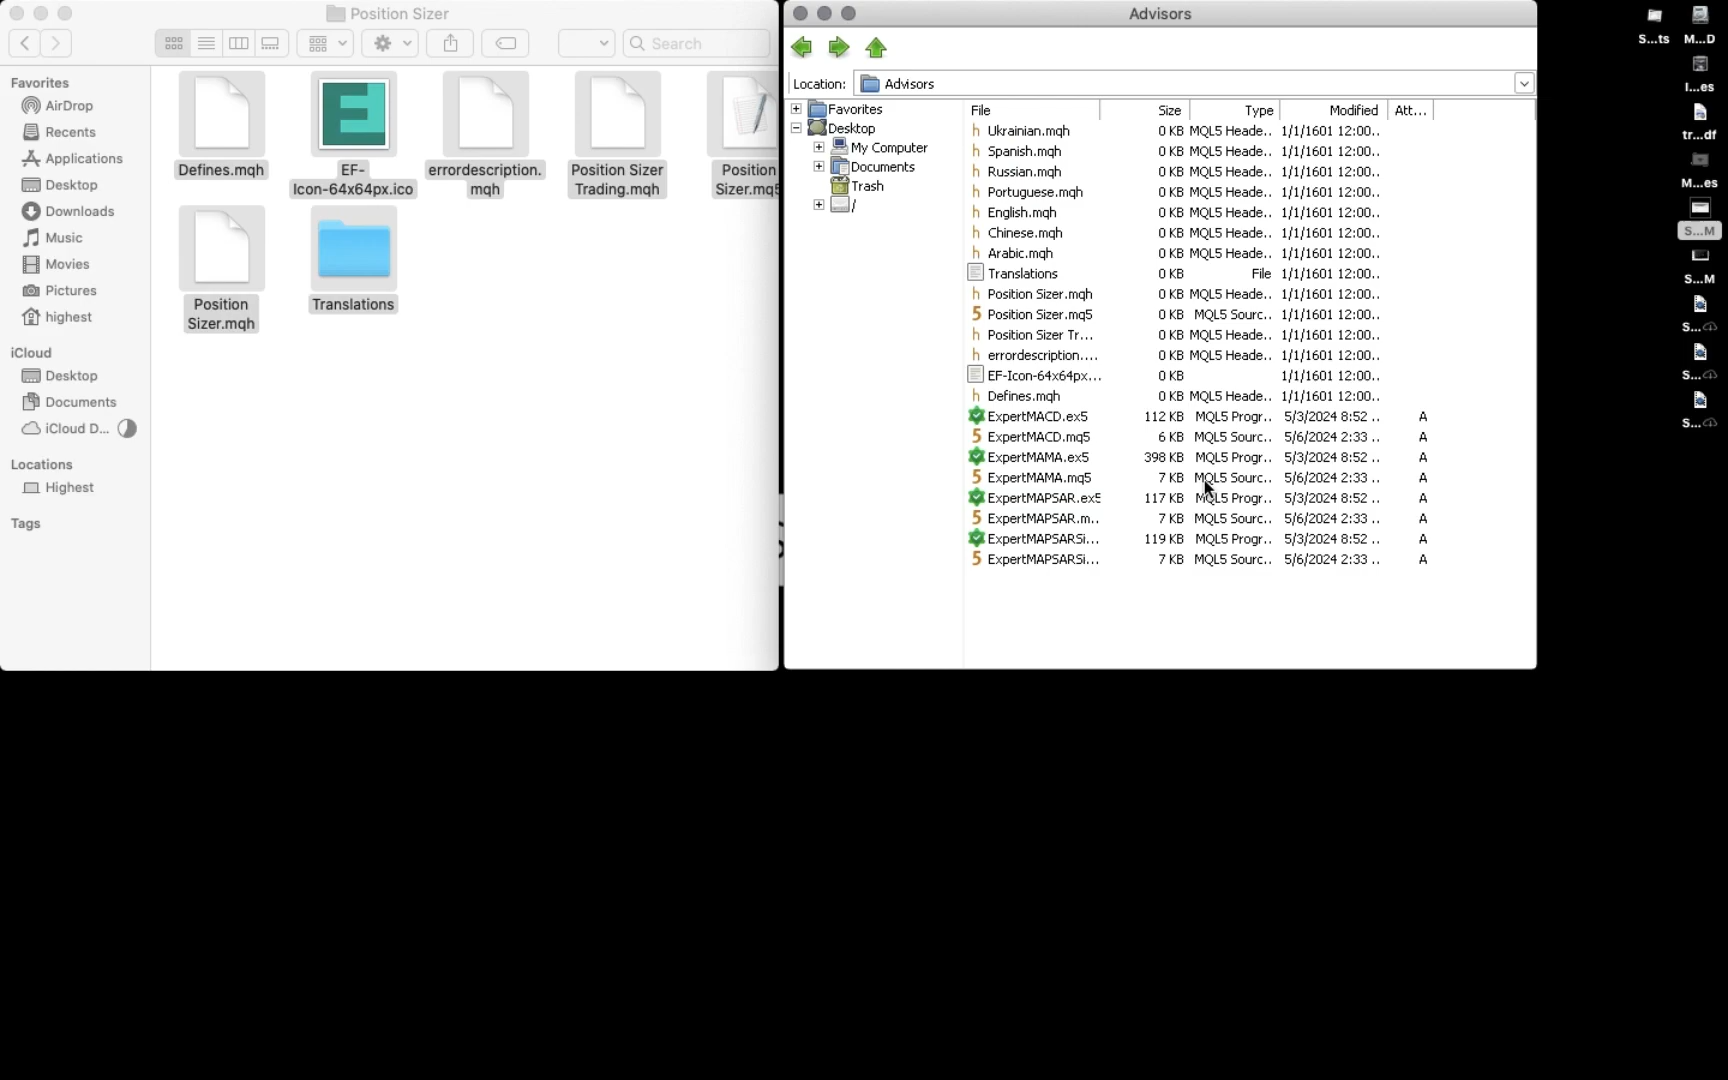 Position Sizer
Search
Favorites
AirDrop
Recents
Applications
Desktop
Downloads
Music
Movies
Pictures
highest
iCloud
Desktop
Documents
iCloud D...
Locations
Highest
Tags
Defines.mqh
EF-
Icon-64x64px.ico
errordescription.
mqh
Position Sizer
Trading.mqh
Position
Sizer.mq5
Position
Sizer.mqh
Translations
Advisors
Location: Advisors
Favorites
Desktop
My Computer
Documents
Trash
/
File Size Type Modified Att...
Ukrainian.mqh 0 KB MQL5 Heade.. 1/1/1601 12:00..
Spanish.mqh 0 KB MQL5 Heade.. 1/1/1601 12:00..
Russian.mqh 0 KB MQL5 Heade.. 1/1/1601 12:00..
Portuguese.mqh 0 KB MQL5 Heade.. 1/1/1601 12:00..
English.mqh 0 KB MQL5 Heade.. 1/1/1601 12:00..
Chinese.mqh 0 KB MQL5 Heade.. 1/1/1601 12:00..
Arabic.mqh 0 KB MQL5 Heade.. 1/1/1601 12:00..
Translations 0 KB File 1/1/1601 12:00..
Position Sizer.mqh 0 KB MQL5 Heade.. 1/1/1601 12:00..
Position Sizer.mq5 0 KB MQL5 Sourc.. 1/1/1601 12:00..
Position Sizer Tr... 0 KB MQL5 Heade.. 1/1/1601 12:00..
errordescription.... 0 KB MQL5 Heade.. 1/1/1601 12:00..
EF-Icon-64x64px... 0 KB 1/1/1601 12:00..
Defines.mqh 0 KB MQL5 Heade.. 1/1/1601 12:00..
ExpertMACD.ex5 112 KB MQL5 Progr.. 5/3/2024 8:52 .. A
ExpertMACD.mq5 6 KB MQL5 Sourc.. 5/6/2024 2:33 .. A
ExpertMAMA.ex5 398 KB MQL5 Progr.. 5/3/2024 8:52 .. A
ExpertMAMA.mq5 7 KB MQL5 Sourc.. 5/6/2024 2:33 .. A
ExpertMAPSAR.ex5 117 KB MQL5 Progr.. 5/3/2024 8:52 .. A
ExpertMAPSAR.m.. 7 KB MQL5 Sourc.. 5/6/2024 2:33 .. A
ExpertMAPSARSi... 119 KB MQL5 Progr.. 5/3/2024 8:52 .. A
ExpertMAPSARSi... 7 KB MQL5 Sourc.. 5/6/2024 2:33 .. A
S...ts M...D
I...es
tr...df
M...es
S...M
S...M
S...
S...
S...